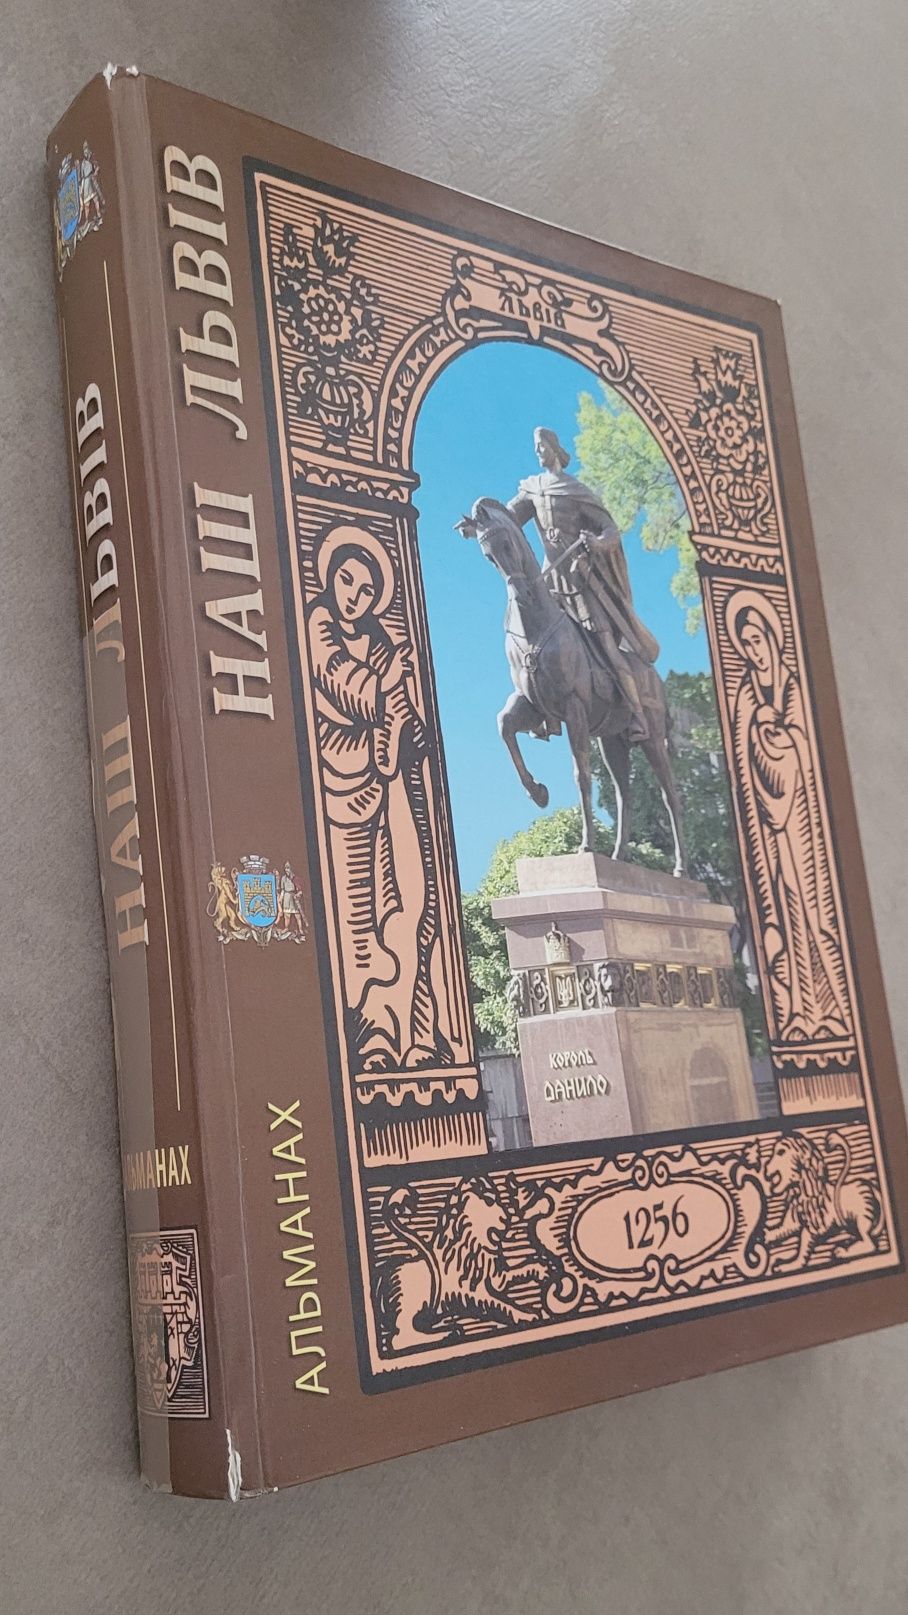 НАШ ЛЬВІВ
АЛЬМАНАХ
НАШ ЛЬВІВ
Львів
КОРОЛЬ
ДАНИЛО
1256
АЛЬМАНАХ